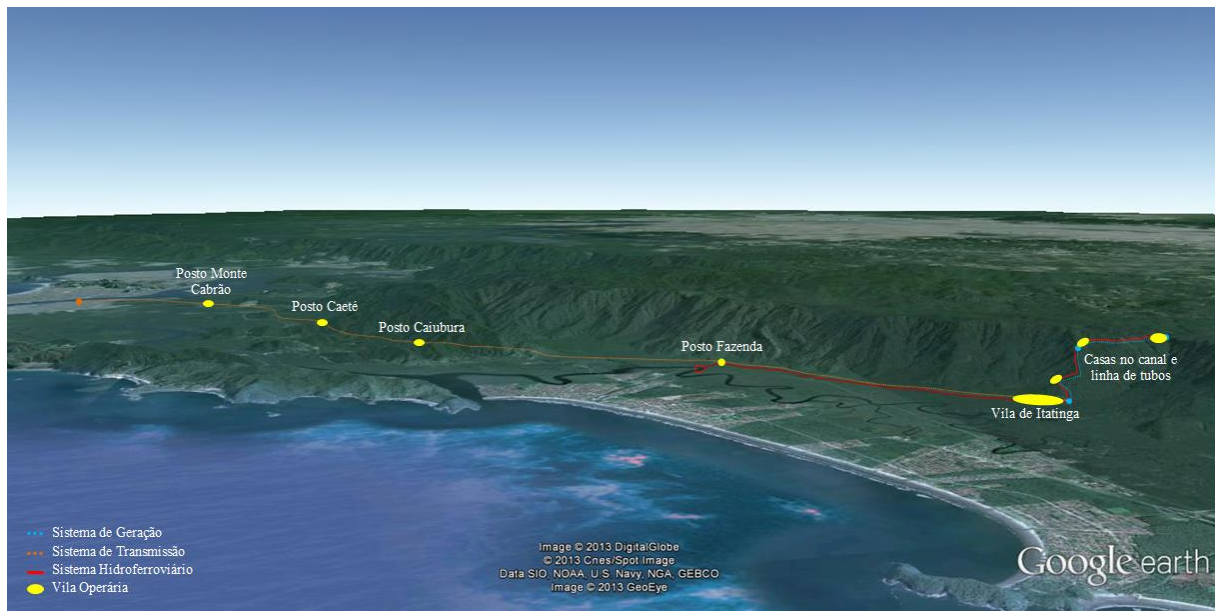 Posto Monte
Cabrão
Posto Caeté
Posto Caiubura
Posto Fazenda
Casas no canal e
linha de tubos
Vila de Itatinga
Sistema de Geração
Sistema de Transmissão
Sistema Hidroferroviário
Vila Operária
Image © 2013 DigitalGlobe
© 2013 Cnes/Spot Image
Data SIO, NOAA, U.S. Navy, NGA, GEBCO
Image © 2013 GeoEye
Google earth